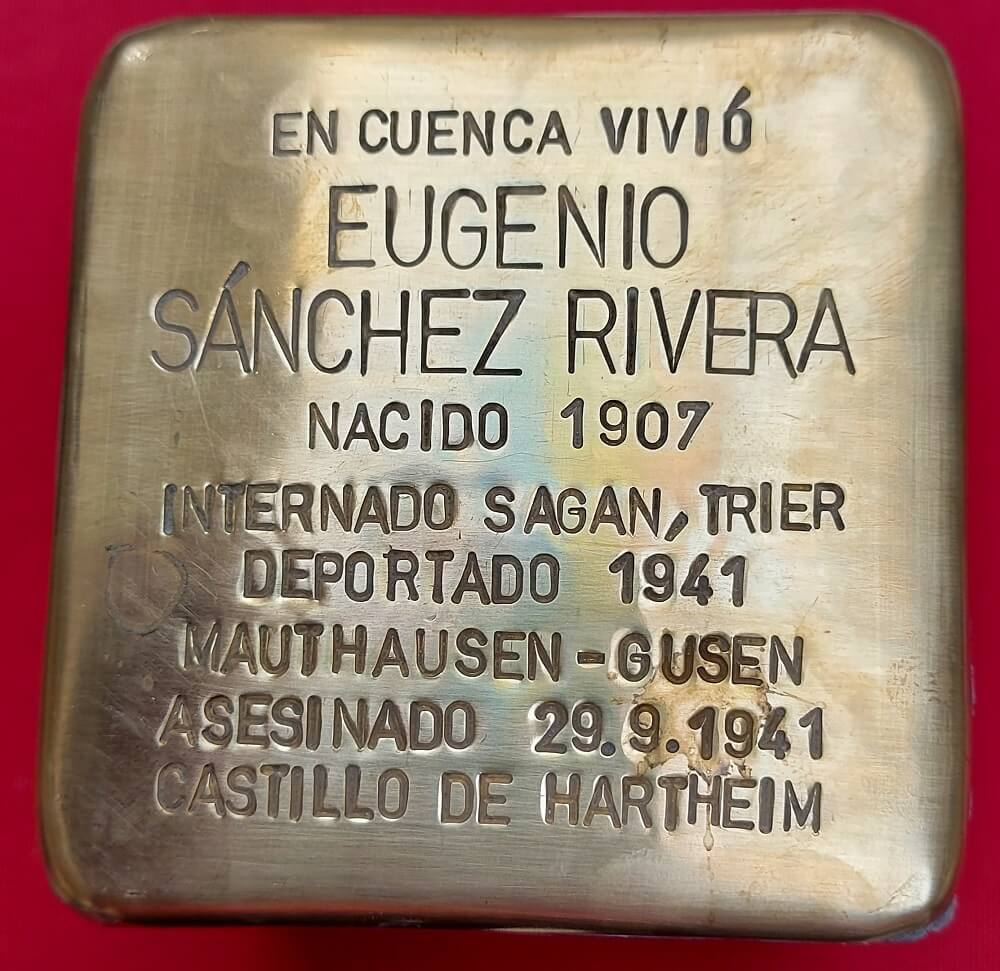 EN CUENCA VIVIÓ
EUGENIO
SÁNCHEZ RIVERA
NACIDO 1907
INTERNADO SAGAN, TRIER
DEPORTADO 1941
MAUTHAUSEN-GUSEN
ASESINADO 29.9.1941
CASTILLO DE HARTHEIM